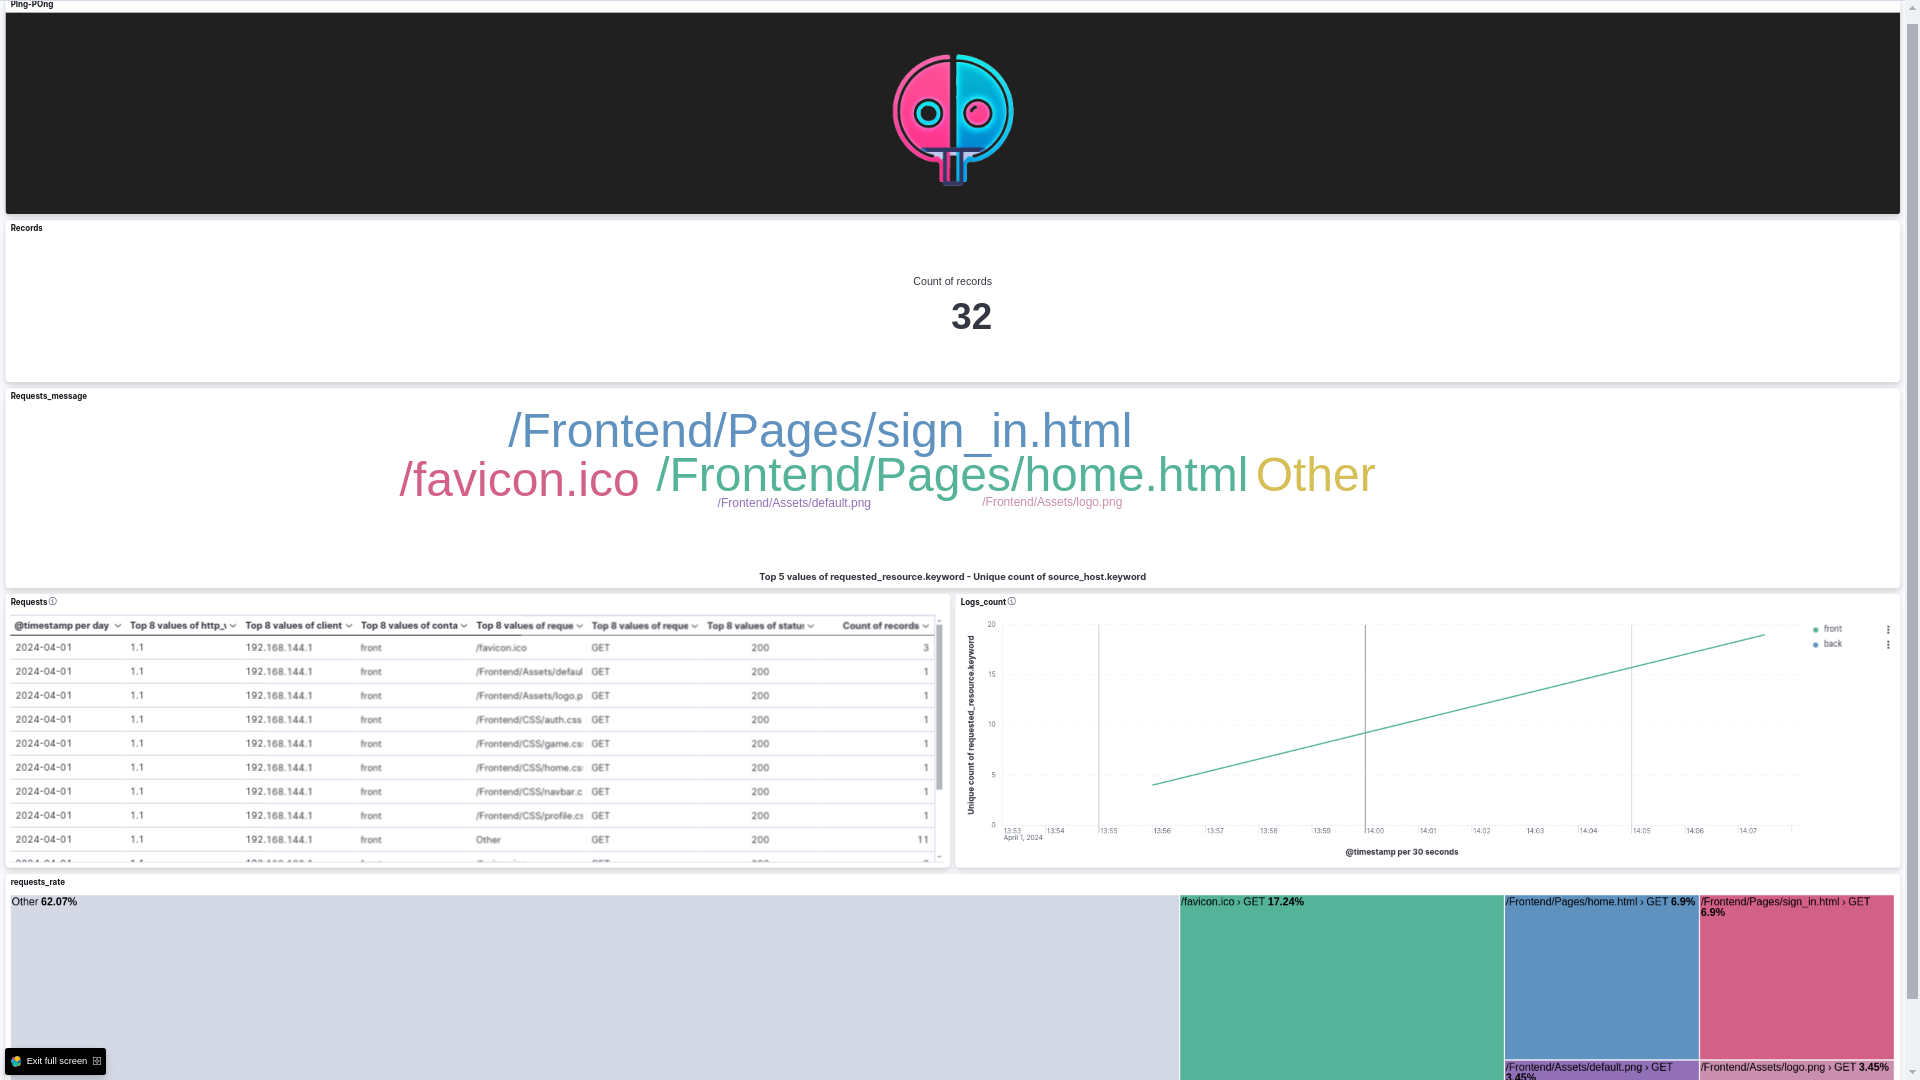 Ping-POng
Records
Count of records
32
Requests_message
/Frontend/Pages/sign_in.html
/favicon.ico /Frontend/Pages/home.html Other
/Frontend/Assets/default.png /Frontend/Assets/logo.png
Top 5 values of requested_resource.keyword - Unique count of source_host.keyword
Requests
@timestamp per day Top 8 values of http_v Top 8 values of client Top 8 values of conta Top 8 values of reque Top 8 values of reque Top 8 values of status Count of records
2024-04-01 1.1 192.168.144.1 front /favicon.ico GET 200 3
2024-04-01 1.1 192.168.144.1 front /Frontend/Assets/defaul GET 200 1
2024-04-01 1.1 192.168.144.1 front /Frontend/Assets/logo.p GET 200 1
2024-04-01 1.1 192.168.144.1 front /Frontend/CSS/auth.css GET 200 1
2024-04-01 1.1 192.168.144.1 front /Frontend/CSS/game.cs GET 200 1
2024-04-01 1.1 192.168.144.1 front /Frontend/CSS/home.cs GET 200 1
2024-04-01 1.1 192.168.144.1 front /Frontend/CSS/navbar.c GET 200 1
2024-04-01 1.1 192.168.144.1 front /Frontend/CSS/profile.cs GET 200 1
2024-04-01 1.1 192.168.144.1 front Other GET 200 11
Logs_count
Unique count of requested_resource.keyword
20
15
10
5
0
13:53 13:54 13:55 13:56 13:57 13:58 13:59 14:00 14:01 14:02 14:03 14:04 14:05 14:06 14:07
April 1, 2024
@timestamp per 30 seconds
front
back
requests_rate
Other 62.07%
/favicon.ico › GET 17.24%
/Frontend/Pages/home.html › GET 6.9%
/Frontend/Pages/sign_in.html › GET
6.9%
/Frontend/Assets/default.png › GET
3.45%
/Frontend/Assets/logo.png › GET 3.45%
Exit full screen